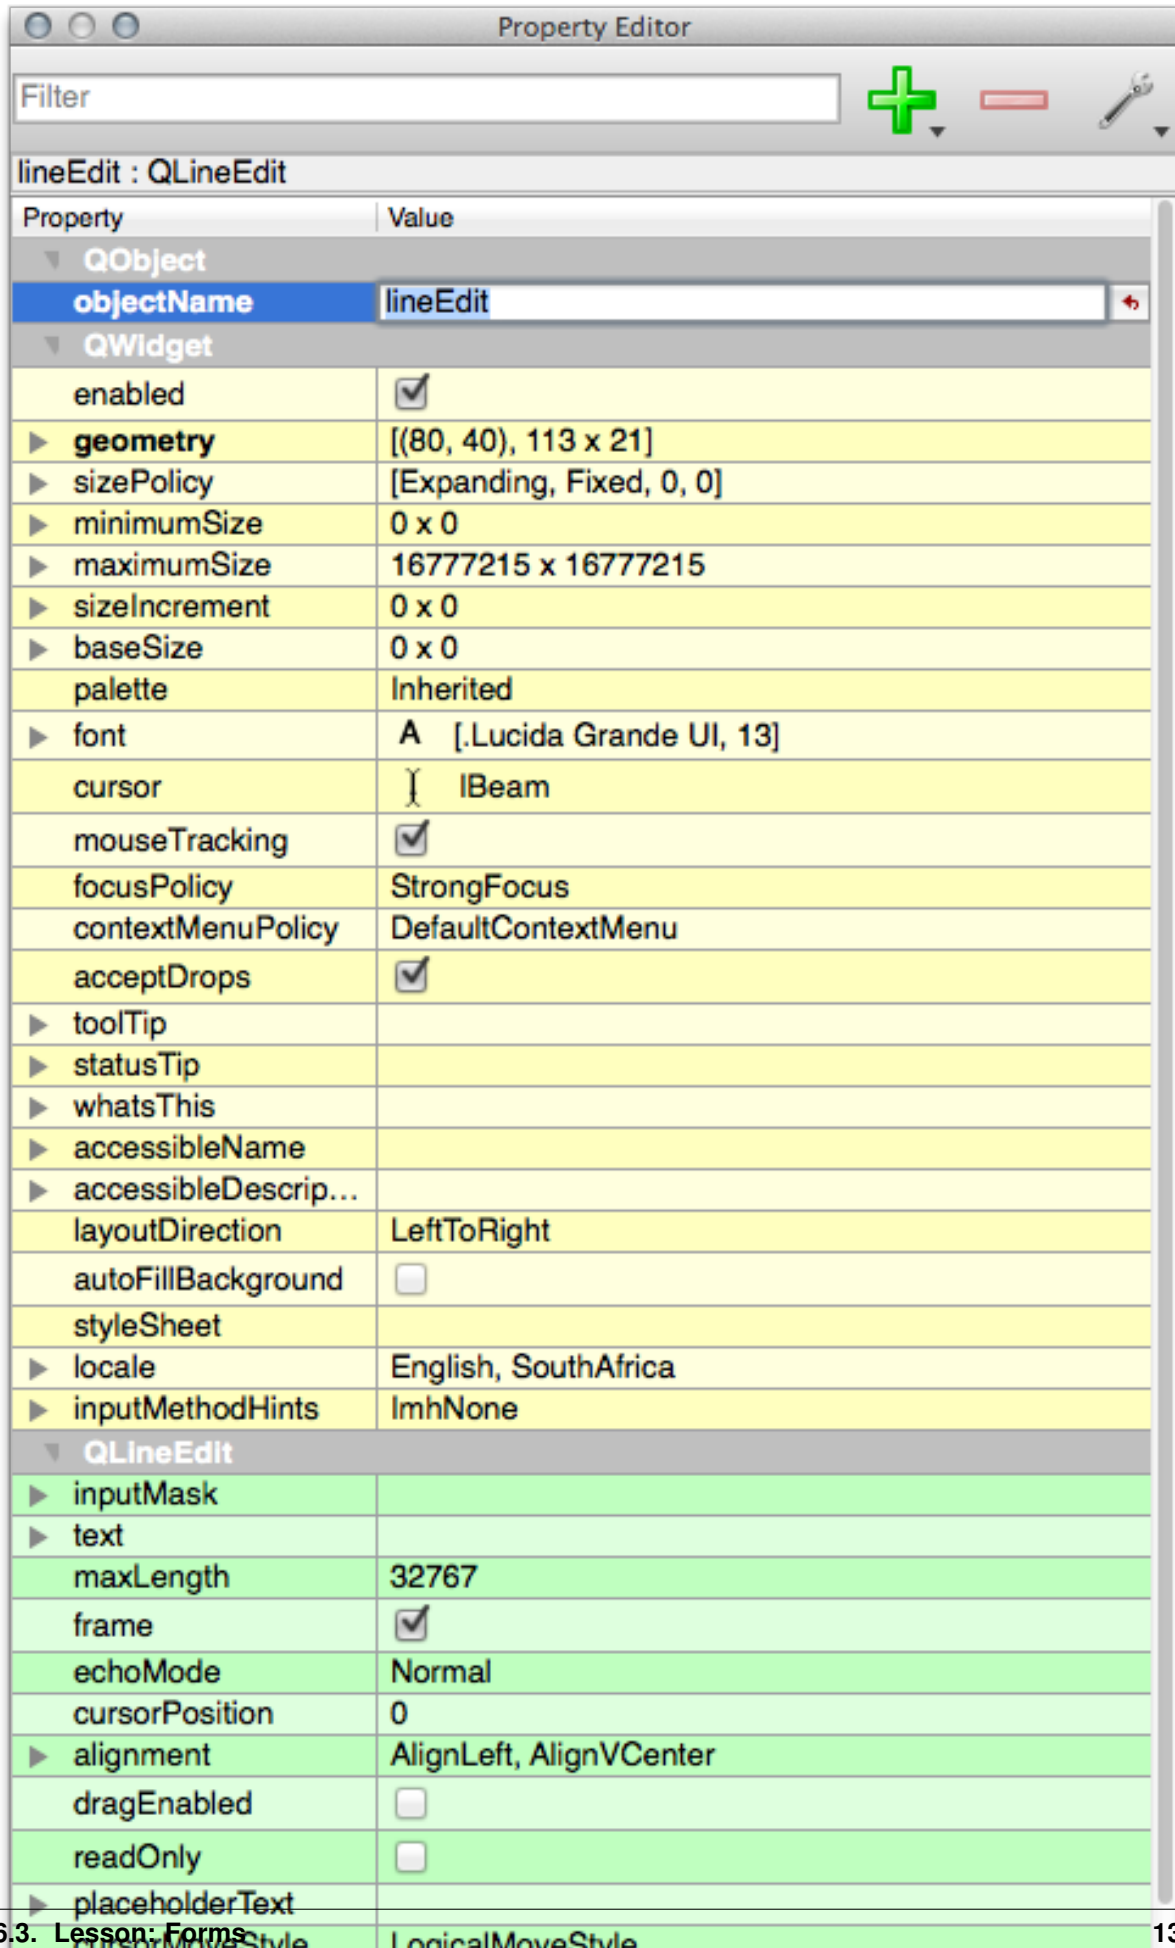 Property Editor
Filter
lineEdit : QLineEdit
Property Value
QObject
objectName lineEdit
QWidget
enabled
geometry [(80, 40), 113 x 21]
sizePolicy [Expanding, Fixed, 0, 0]
minimumSize 0 x 0
maximumSize 16777215 x 16777215
sizeIncrement 0 x 0
baseSize 0 x 0
palette Inherited
font A [.Lucida Grande UI, 13]
cursor IBeam
mouseTracking
focusPolicy StrongFocus
contextMenuPolicy DefaultContextMenu
acceptDrops
toolTip
statusTip
whatsThis
accessibleName
accessibleDescrip...
layoutDirection LeftToRight
autoFillBackground
styleSheet
locale English, SouthAfrica
inputMethodHints ImhNone
QLineEdit
inputMask
text
maxLength 32767
frame
echoMode Normal
cursorPosition 0
alignment AlignLeft, AlignVCenter
dragEnabled
readOnly
placeholderText
.3. Lesson: Forms 13
cursorMoveStyle LogicalMoveStyle